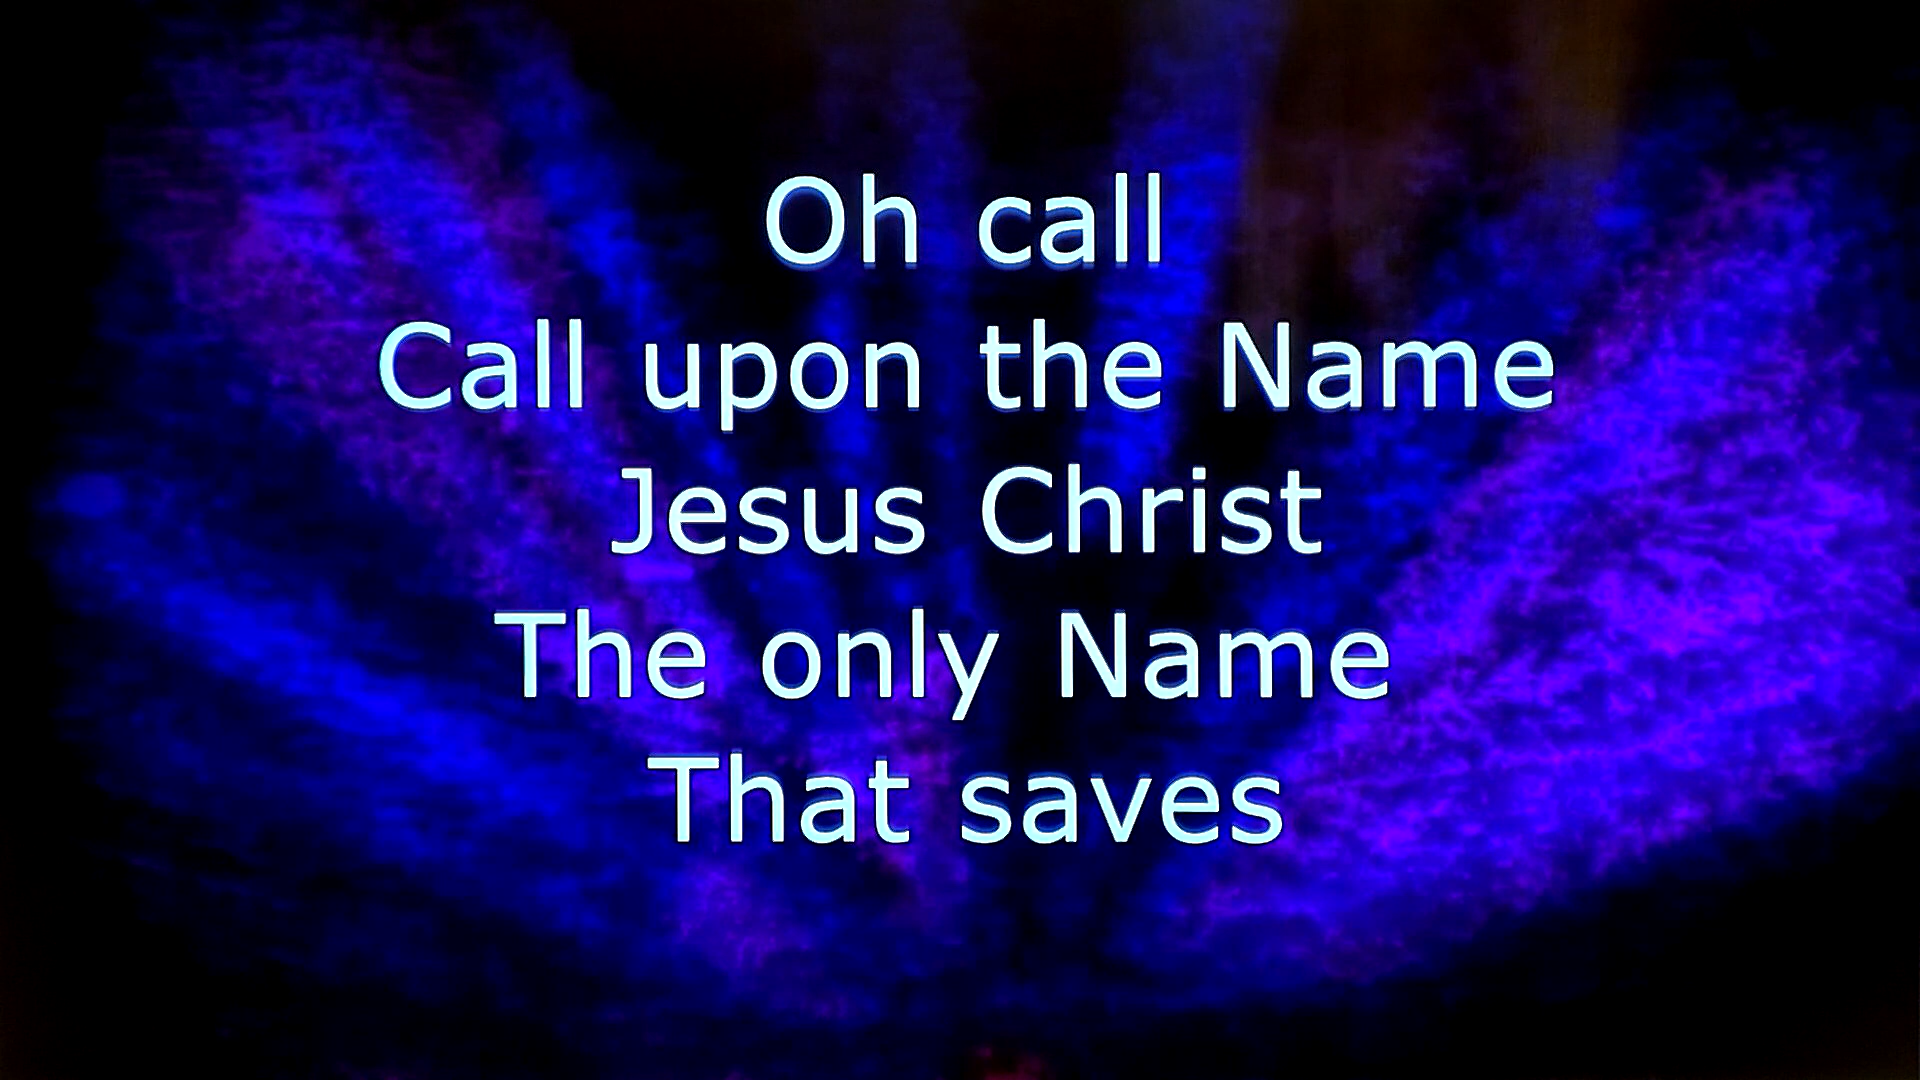 Oh call
Call upon the Name
Jesus Christ
The only Name
That saves